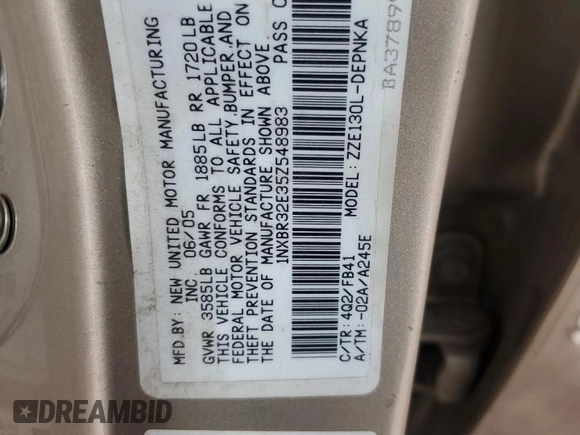 MFD.BY: NEW UNITED MOTOR MANUFACTURING
INC 06/05
GVWR 3585LB GAWR FR 1885LB RR 1720LB
THIS VEHICLE CONFORMS TO ALL APPLICABLE
FEDERAL MOTOR VEHICLE SAFETY,BUMPER,AND
THEFT PREVENTION STANDARDS IN EFFECT ON
THE DATE OF MANUFACTURE SHOWN ABOVE.
1NXBR32E35Z548983 PASS C
C/TR: 4Q2/FB41 MODEL: ZZE130L-DEPNKA
A/TM: -02A/A245E
BA3789
DREAMBID